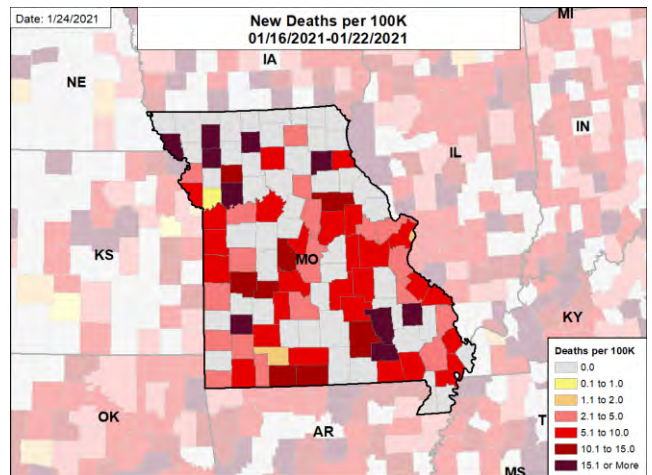 Date: 1/24/2021
New Deaths per 100K
01/16/2021-01/22/2021
MI
IA
NE
IN
IL
KS
MO
KY
OK
AR
T
MS
Deaths per 100K
0.0
0.1 to 1.0
1.1 to 2.0
2.1 to 5.0
5.1 to 10.0
10.1 to 15.0
15.1 or More